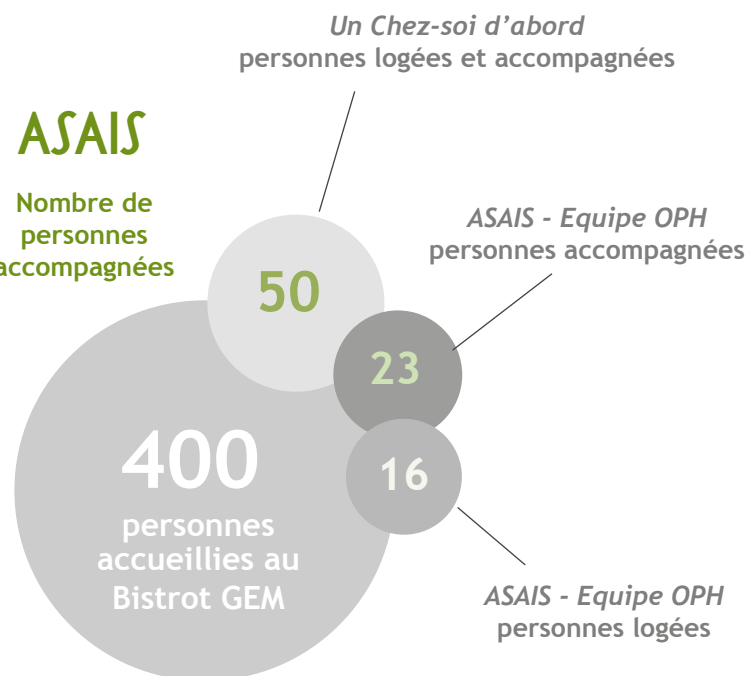 Un Chez-soi d’abord
personnes logées et accompagnées
ASAIS
Nombre de
personnes
accompagnées
ASAIS - Equipe OPH
personnes accompagnées
50
23
400
personnes
accueillies au
Bistrot GEM
16
ASAIS - Equipe OPH
personnes logées